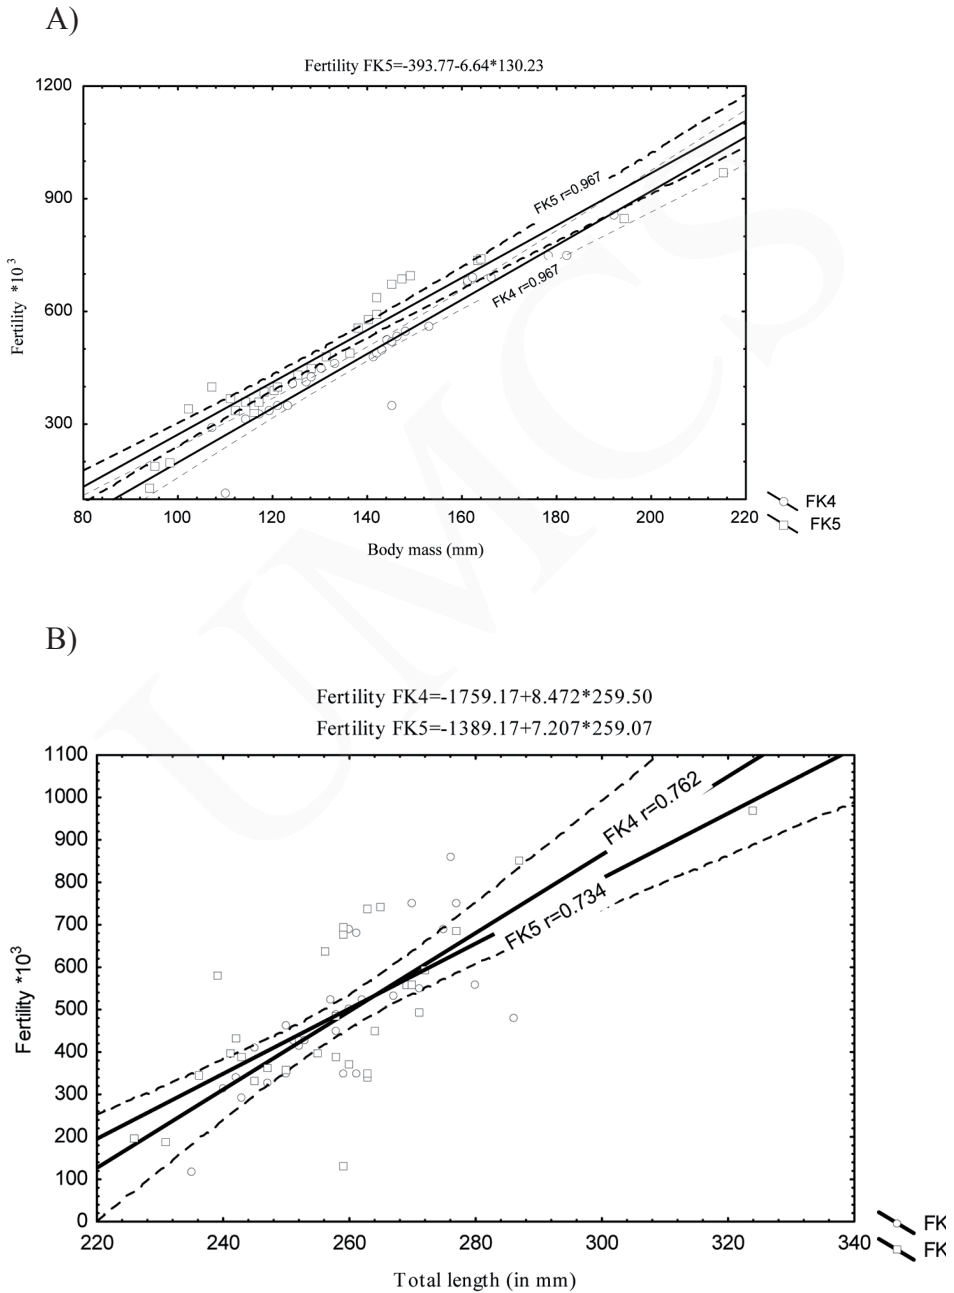 A)
Fertility FK5=-393.77-6.64*130.23
1200
900
600
300
Fertility *10³
FK5 r=0.967
FK4 r=0.967
80 100 120 140 160 180 200 220
Body mass (mm)
FK4
FK5
UMCS
B)
Fertility FK4=-1759.17+8.472*259.50
Fertility FK5=-1389.17+7.207*259.07
1100
1000
900
800
700
600
500
400
300
200
100
0
Fertility *10³
FK4 r=0.762
FK5 r=0.734
220 240 260 280 300 320 340
Total length (in mm)
FK
FK